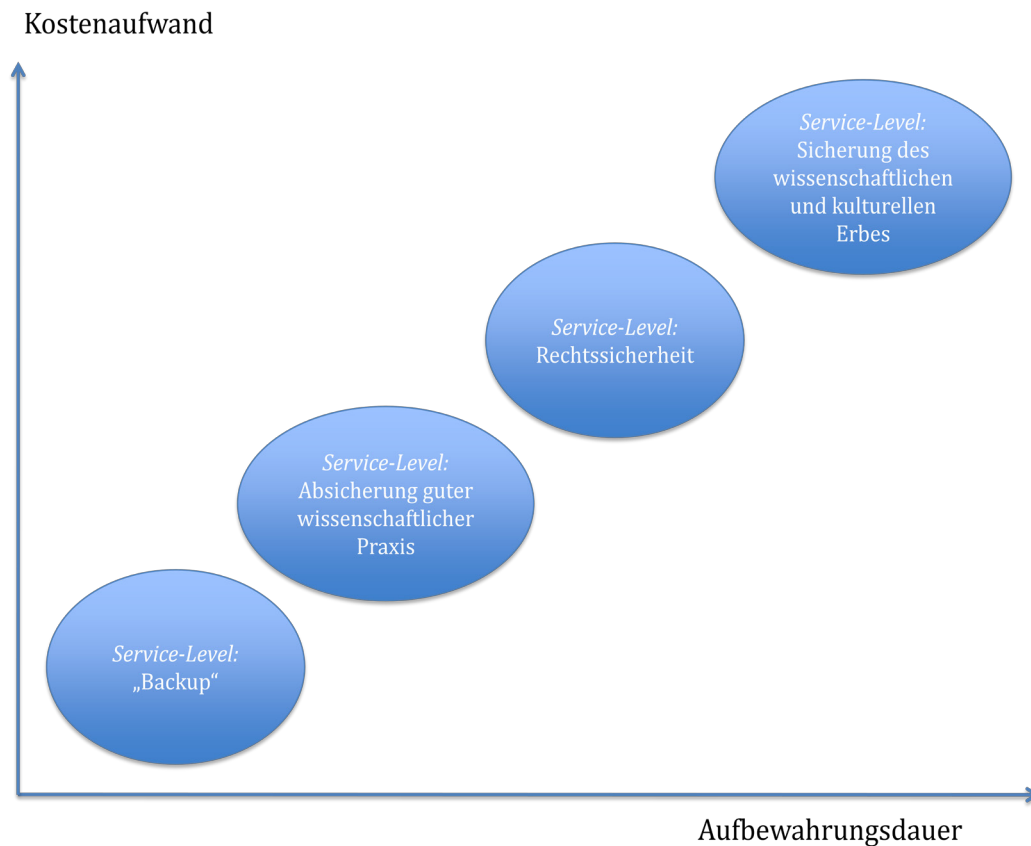 Kostenaufwand
Service-Level:
Sicherung des
wissenschaftlichen
und kulturellen
Erbes
Service-Level:
Rechtssicherheit
Service-Level:
Absicherung guter
wissenschaftlicher
Praxis
Service-Level:
„Backup“
Aufbewahrungsdauer